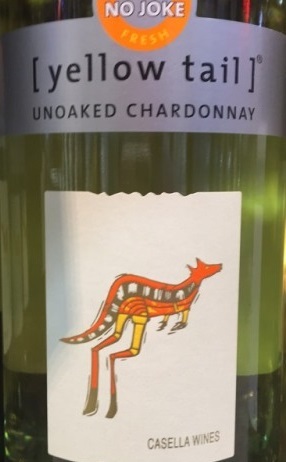 NO JOKE
FRESH
[ yellow tail ]®
UNOAKED CHARDONNAY
CASELLA WINES